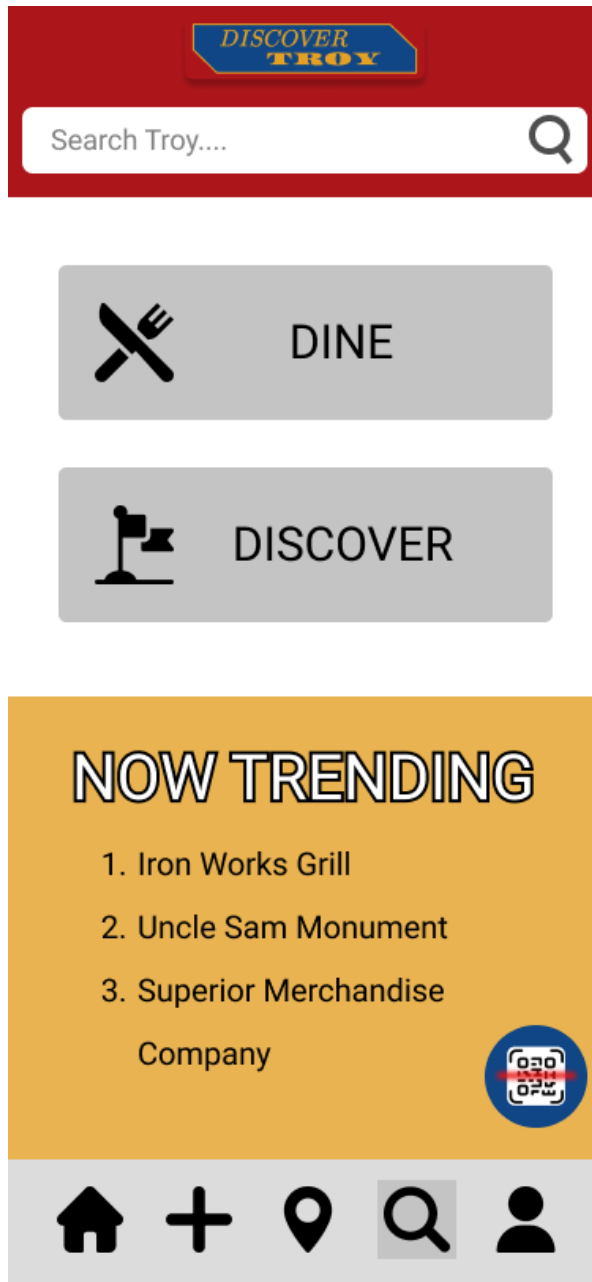 DISCOVER
TROY
Search Troy....
DINE
DISCOVER
NOW TRENDING
1. Iron Works Grill
2. Uncle Sam Monument
3. Superior Merchandise
Company